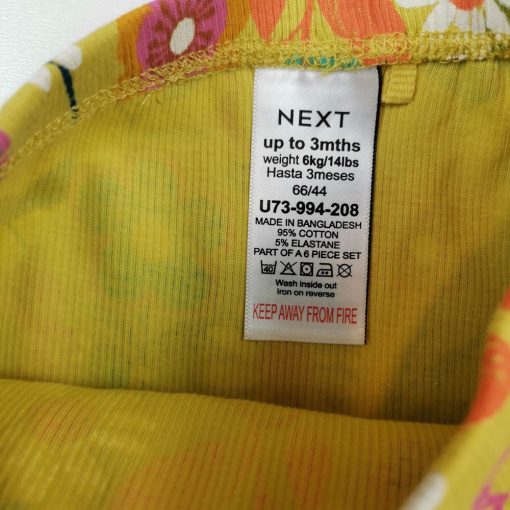 NEXT
up to 3mths
weight 6kg/14lbs
Hasta 3meses
66/44
U73-994-208
MADE IN BANGLADESH
95% COTTON
5% ELASTANE
PART OF A 6 PIECE SET
40
Wash inside out
Iron on reverse
KEEP AWAY FROM FIRE